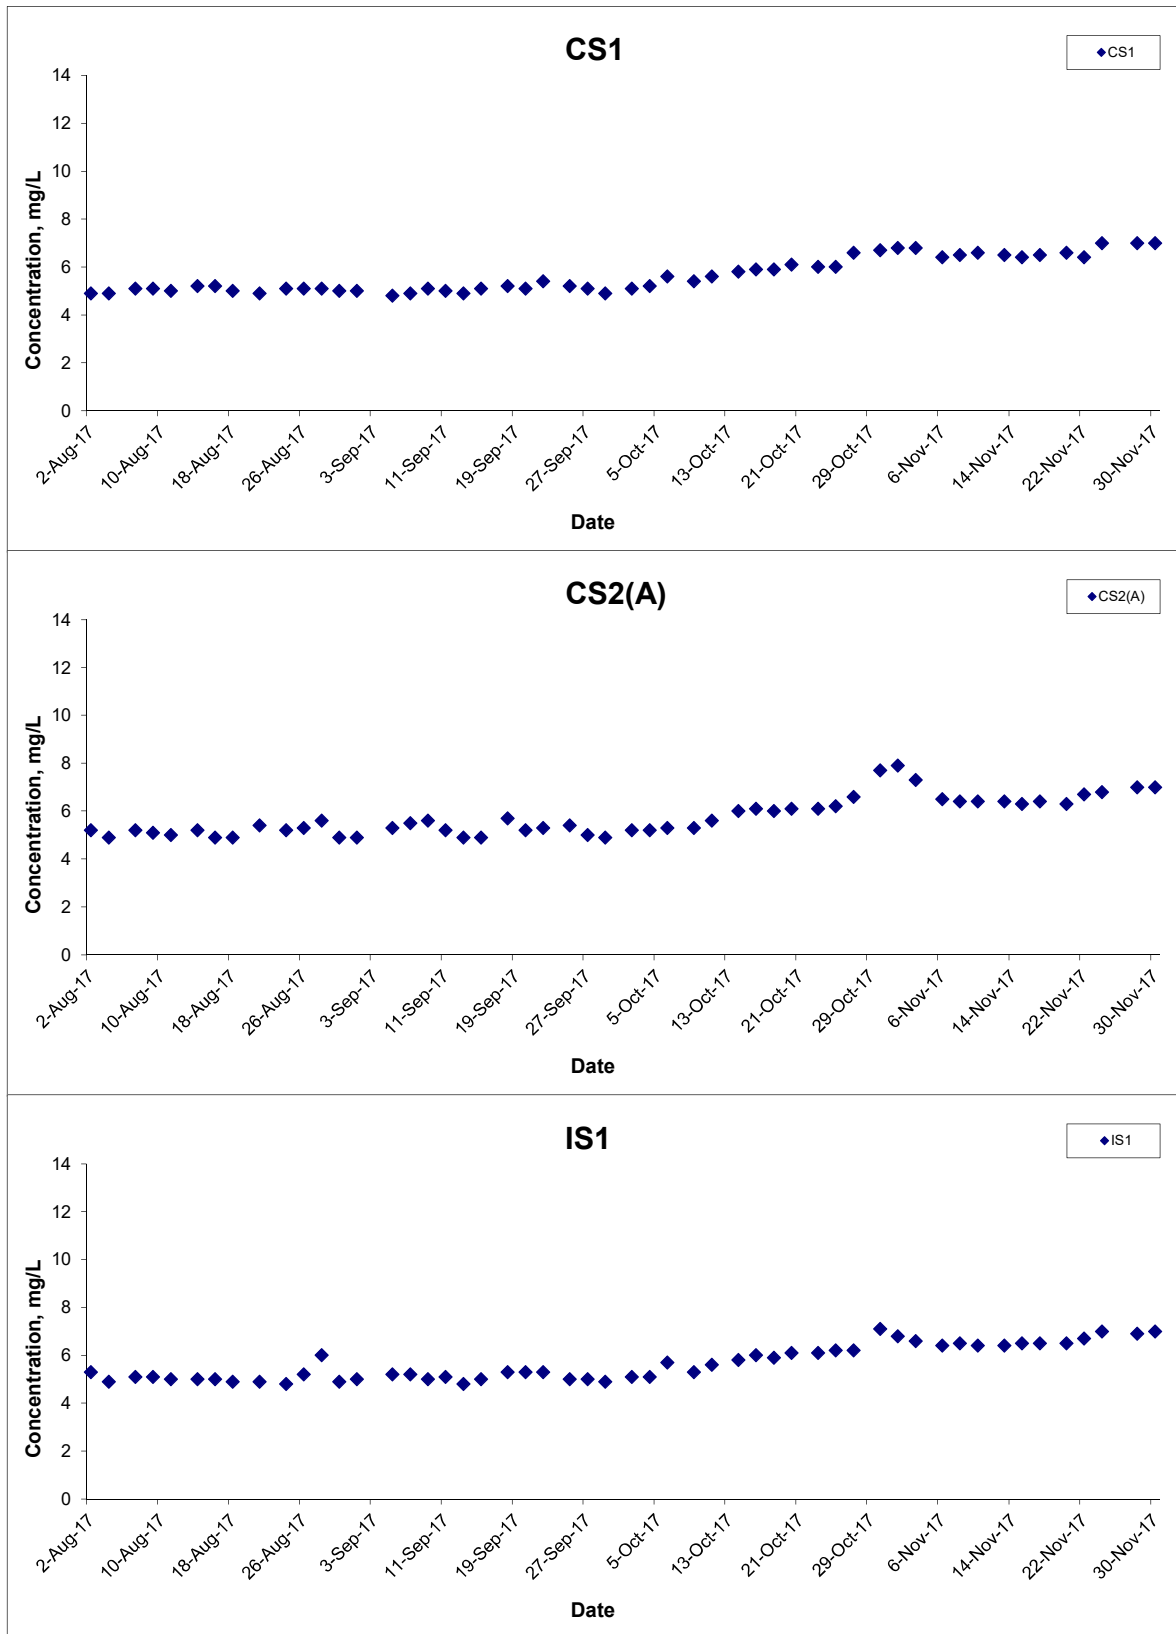 CS1
CS1
14
12
10
8
6
4
2
0
Concentration, mg/L
2-Aug-17
10-Aug-17
18-Aug-17
26-Aug-17
3-Sep-17
11-Sep-17
19-Sep-17
27-Sep-17
5-Oct-17
13-Oct-17
21-Oct-17
29-Oct-17
6-Nov-17
14-Nov-17
22-Nov-17
30-Nov-17
Date
CS2(A)
CS2(A)
14
12
10
8
6
4
2
0
Concentration, mg/L
2-Aug-17
10-Aug-17
18-Aug-17
26-Aug-17
3-Sep-17
11-Sep-17
19-Sep-17
27-Sep-17
5-Oct-17
13-Oct-17
21-Oct-17
29-Oct-17
6-Nov-17
14-Nov-17
22-Nov-17
30-Nov-17
Date
IS1
IS1
14
12
10
8
6
4
2
0
Concentration, mg/L
2-Aug-17
10-Aug-17
18-Aug-17
26-Aug-17
3-Sep-17
11-Sep-17
19-Sep-17
27-Sep-17
5-Oct-17
13-Oct-17
21-Oct-17
29-Oct-17
6-Nov-17
14-Nov-17
22-Nov-17
30-Nov-17
Date